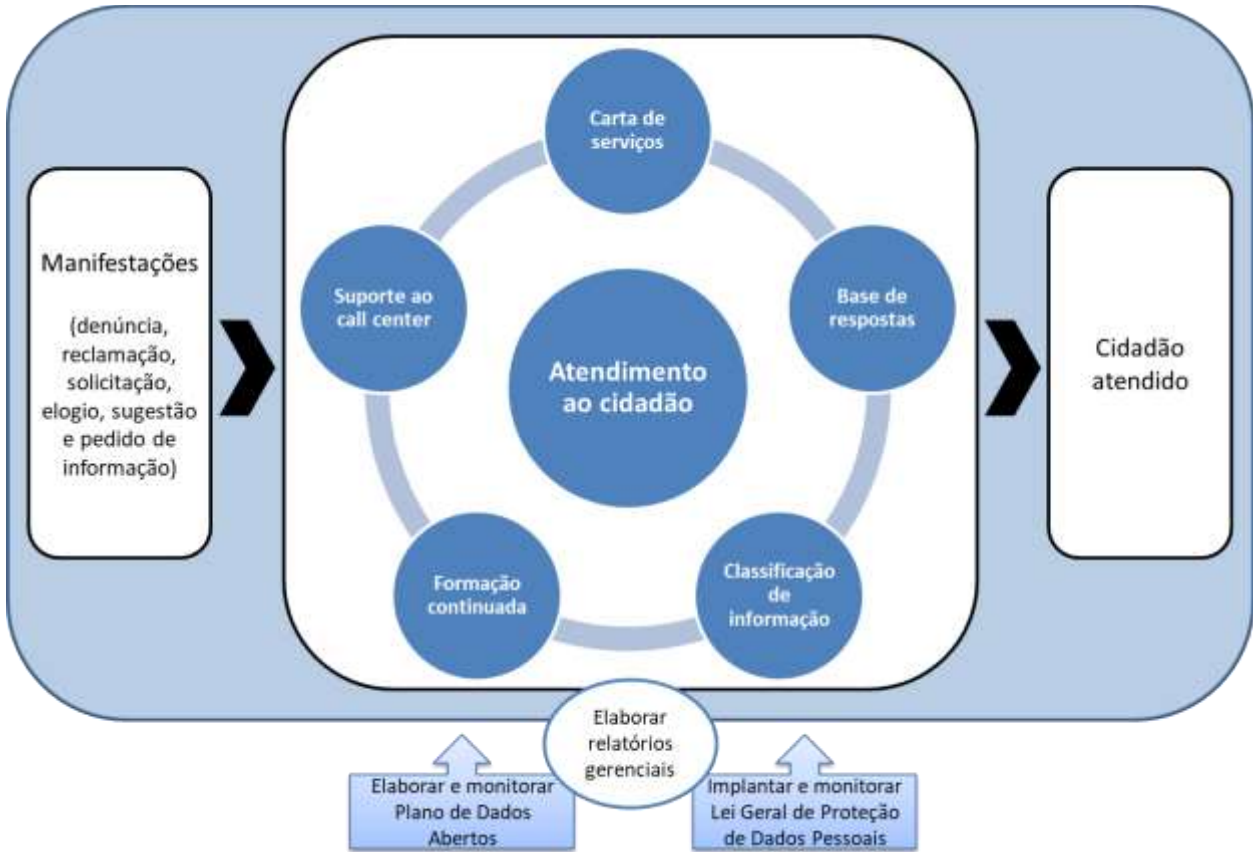 Manifestações
(denúncia,
reclamação,
solicitação,
elogio, sugestão
e pedido de
informação)
Carta de
serviços
Suporte ao
call center
Base de
respostas
Atendimento
ao cidadão
Formação
continuada
Classificação
de
informação
Cidadão
atendido
Elaborar
relatórios
gerenciais
Elaborar e monitorar
Plano de Dados
Abertos
Implantar e monitorar
Lei Geral de Proteção
de Dados Pessoais